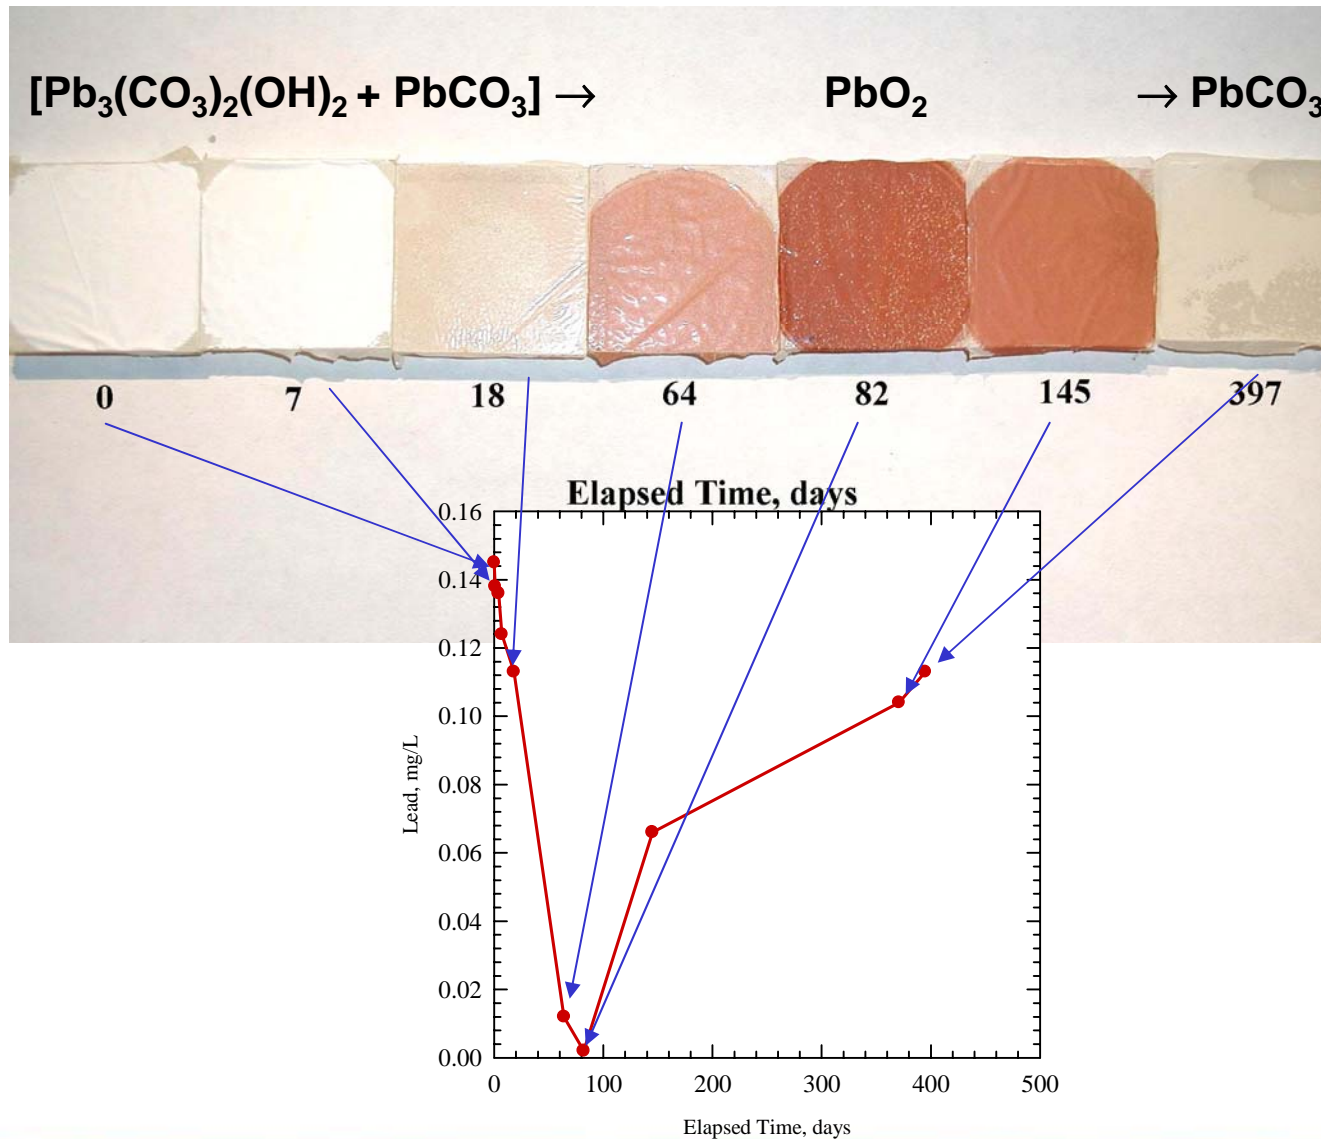 [Pb₃(CO₃)₂(OH)₂ + PbCO₃] → PbO₂ → PbCO₃
0 7 18 64 82 145 397
Elapsed Time, days
0.16
0.14
0.12
0.10
0.08
0.06
0.04
0.02
0.00
Lead, mg/L
0 100 200 300 400 500
Elapsed Time, days